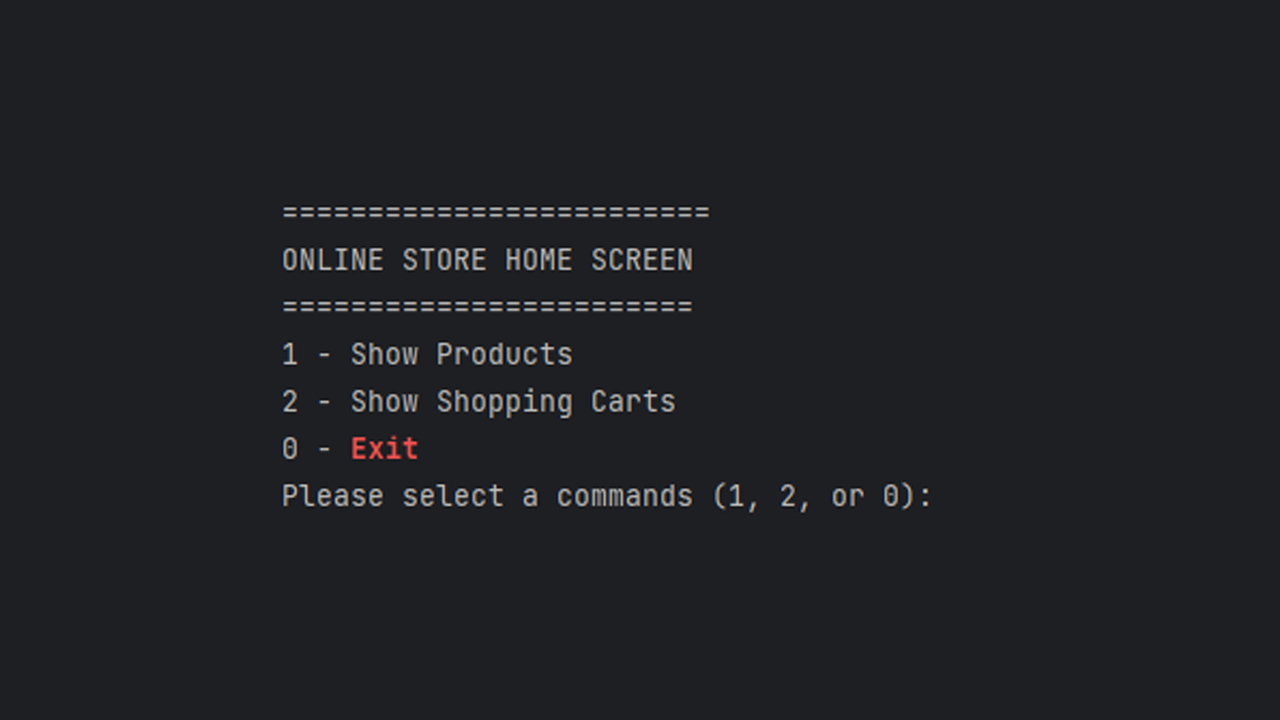 =========================
ONLINE STORE HOME SCREEN
========================
1 - Show Products
2 - Show Shopping Carts
0 - Exit
Please select a commands (1, 2, or 0):